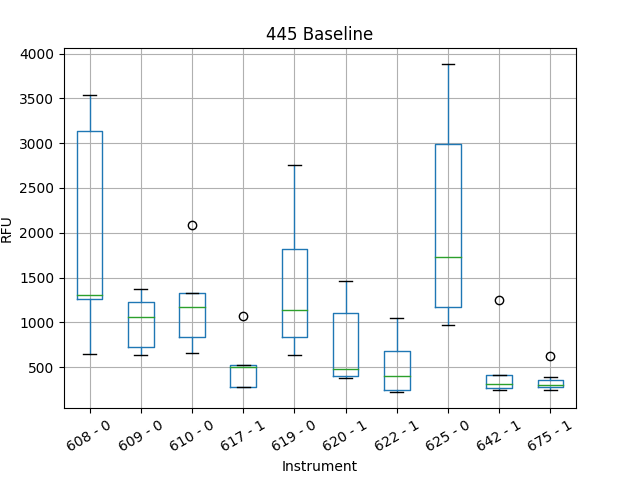 445 Baseline
4000
3500
3000
2500
2000
1500
1000
500
RFU
608 - 0
609 - 0
610 - 0
617 - 1
619 - 0
620 - 1
622 - 1
625 - 0
642 - 1
675 - 1
Instrument